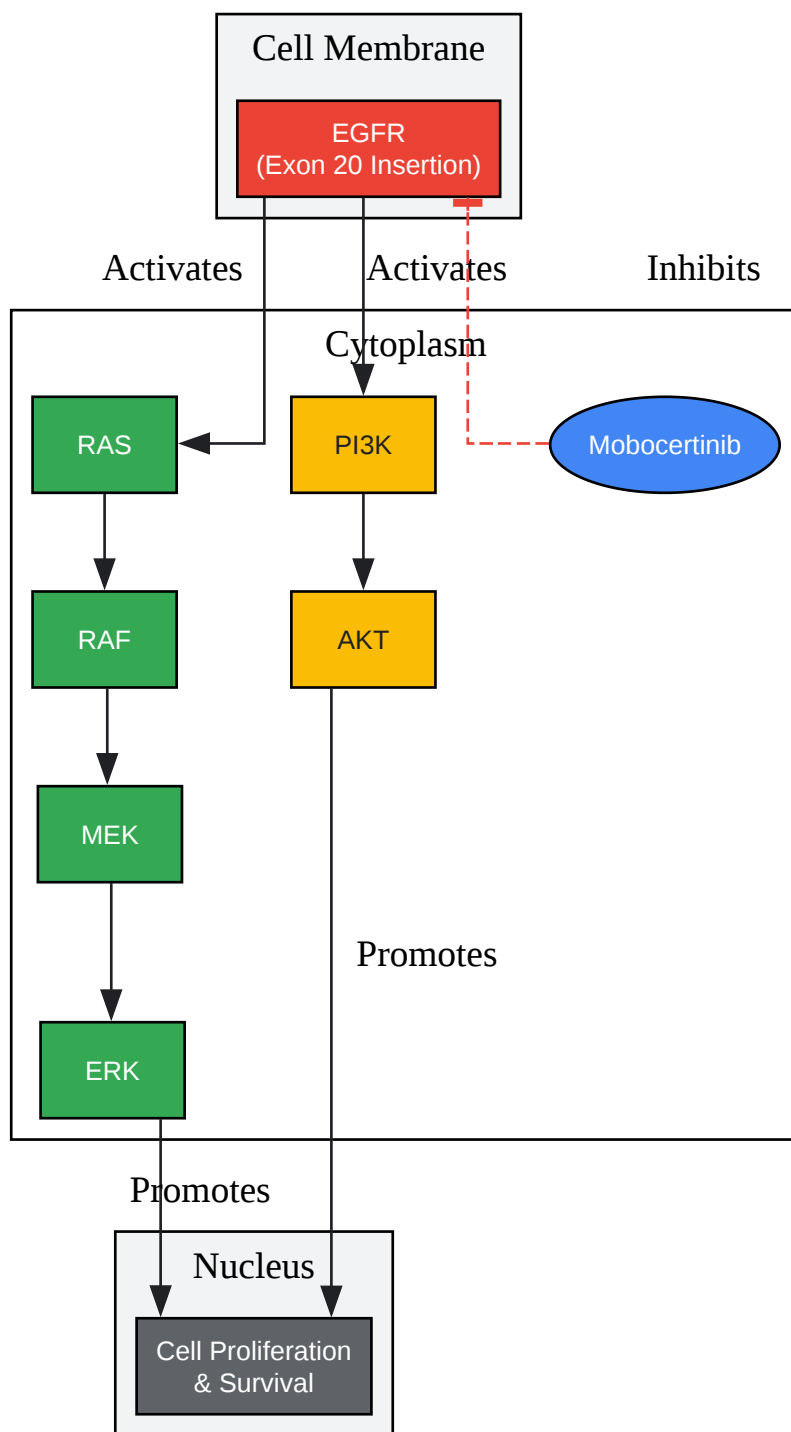 Cell Membrane
EGFR
(Exon 20 Insertion)
Activates
Activates
Inhibits
Cytoplasm
RAS
PI3K
Mobocertinib
RAF
AKT
MEK
Promotes
ERK
Promotes
Nucleus
Cell Proliferation
& Survival